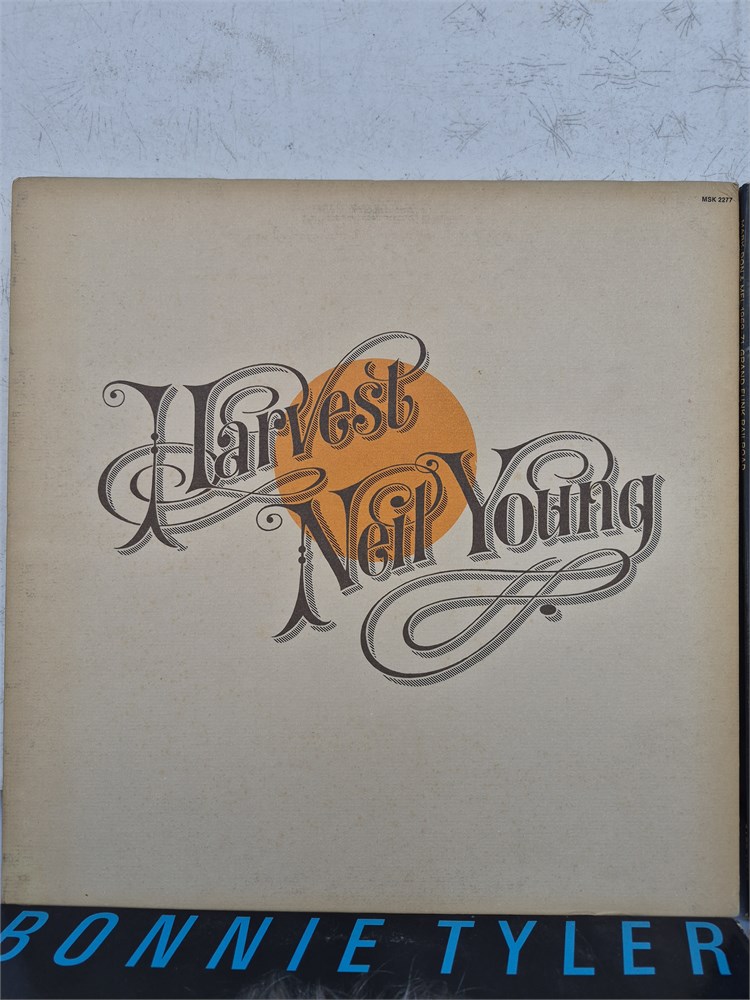 MSK 2277
Harvest
Neil Young
BONNIE TYLER